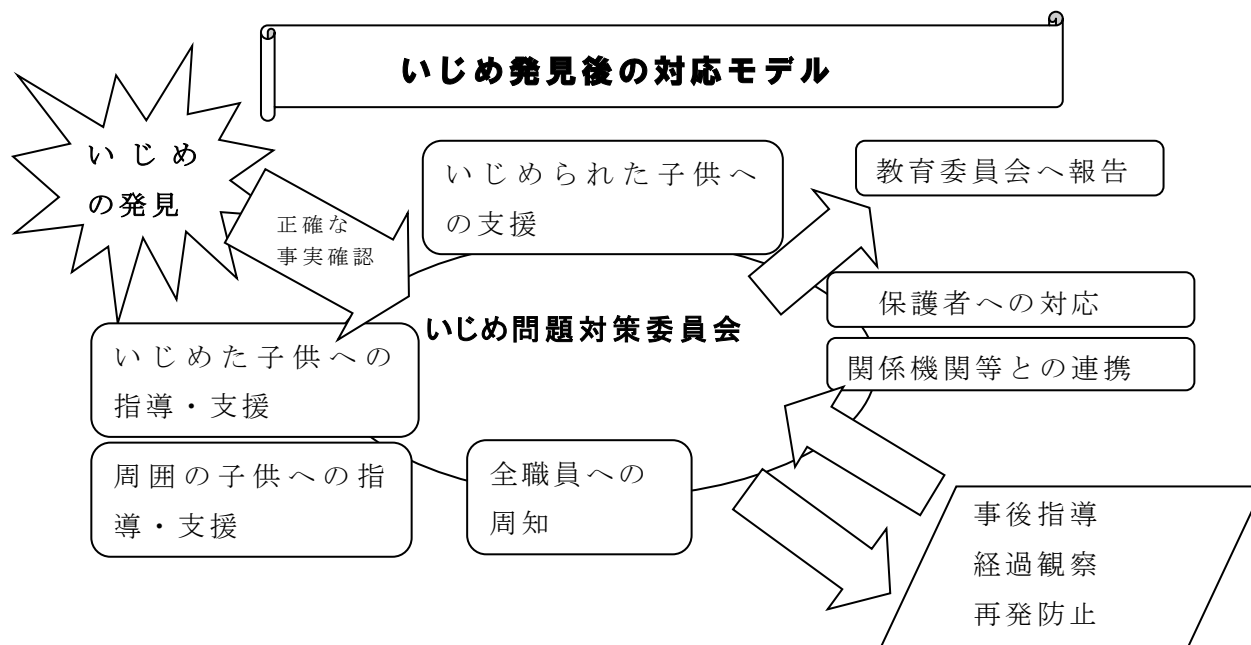 いじめ発見後の対応モデル
いじめ
の発見
正確な
事実確認
いじめられた子供へ
の支援
教育委員会へ報告
保護者への対応
関係機関等との連携
いじめ問題対策委員会
いじめた子供への
指導・支援
周囲の子供への指
導・支援
全職員への
周知
事後指導
経過観察
再発防止